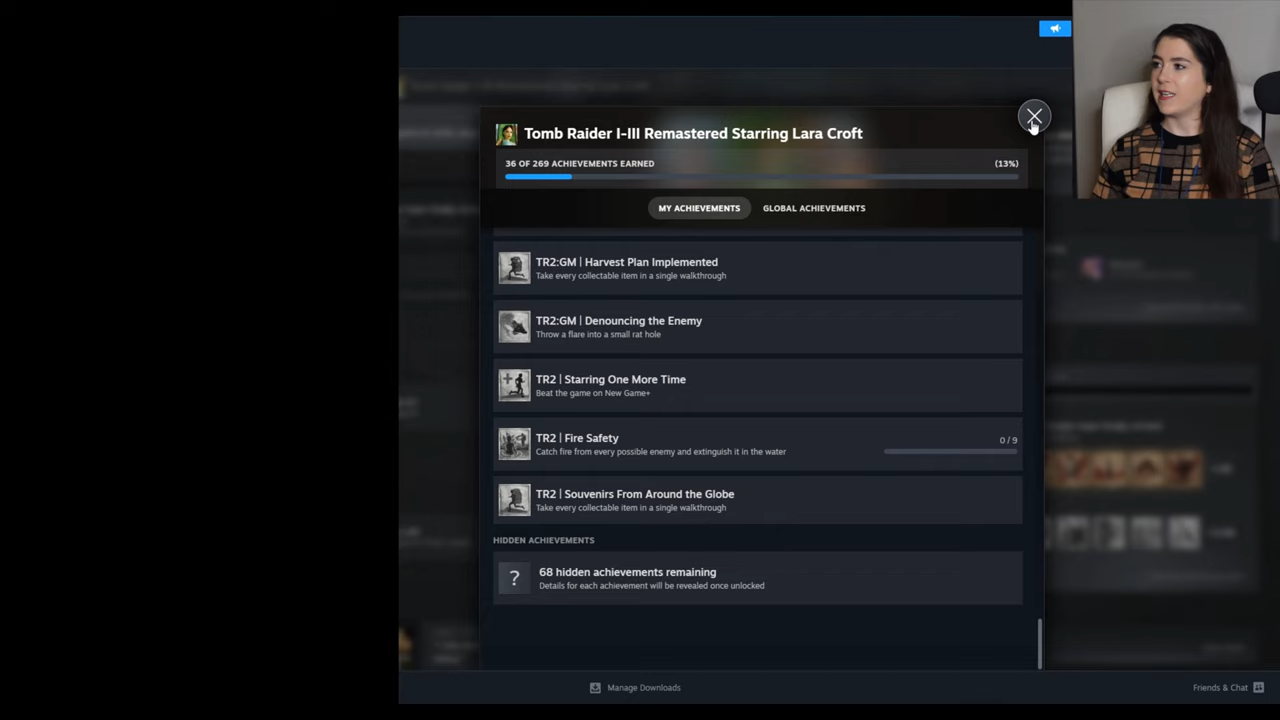 Tomb Raider I-III Remastered Starring Lara Croft
36 OF 269 ACHIEVEMENTS EARNED (13%)
MY ACHIEVEMENTS GLOBAL ACHIEVEMENTS
TR2:GM | Harvest Plan Implemented
Take every collectable item in a single walkthrough
TR2:GM | Denouncing the Enemy
Throw a flare into a small rat hole
TR2 | Starring One More Time
Beat the game on New Game+
TR2 | Fire Safety
Catch fire from every possible enemy and extinguish it in the water
0 / 9
TR2 | Souvenirs From Around the Globe
Take every collectable item in a single walkthrough
HIDDEN ACHIEVEMENTS
?
68 hidden achievements remaining
Details for each achievement will be revealed once unlocked
Manage Downloads
Friends & Chat